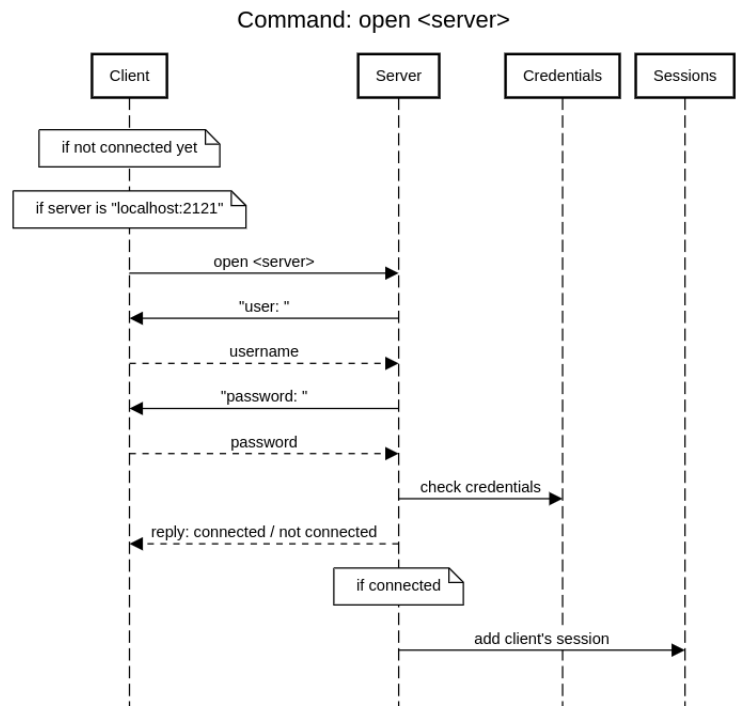 Command: open <server>
Client
Server
Credentials
Sessions
if not connected yet
if server is "localhost:2121"
open <server>
"user: "
username
"password: "
password
check credentials
reply: connected / not connected
if connected
add client's session